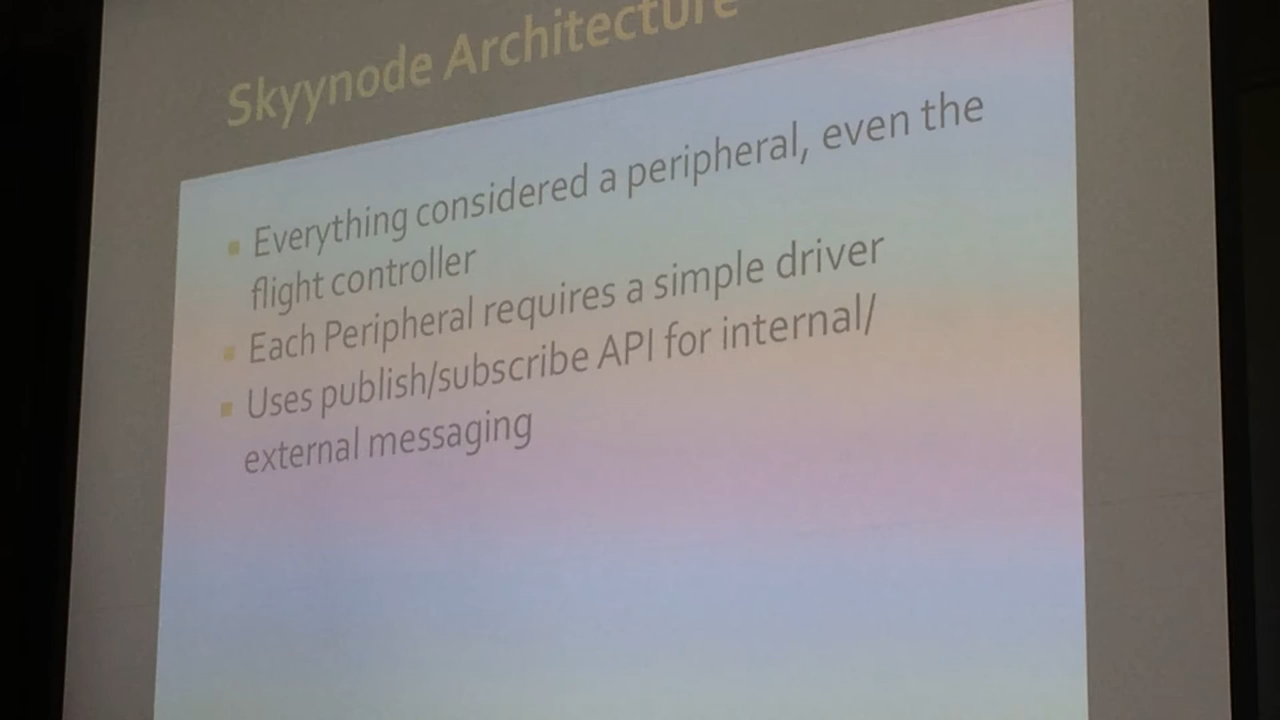 Skyynode Architecture
Everything considered a peripheral, even the
flight controller
Each Peripheral requires a simple driver
Uses publish/subscribe API for internal/
external messaging